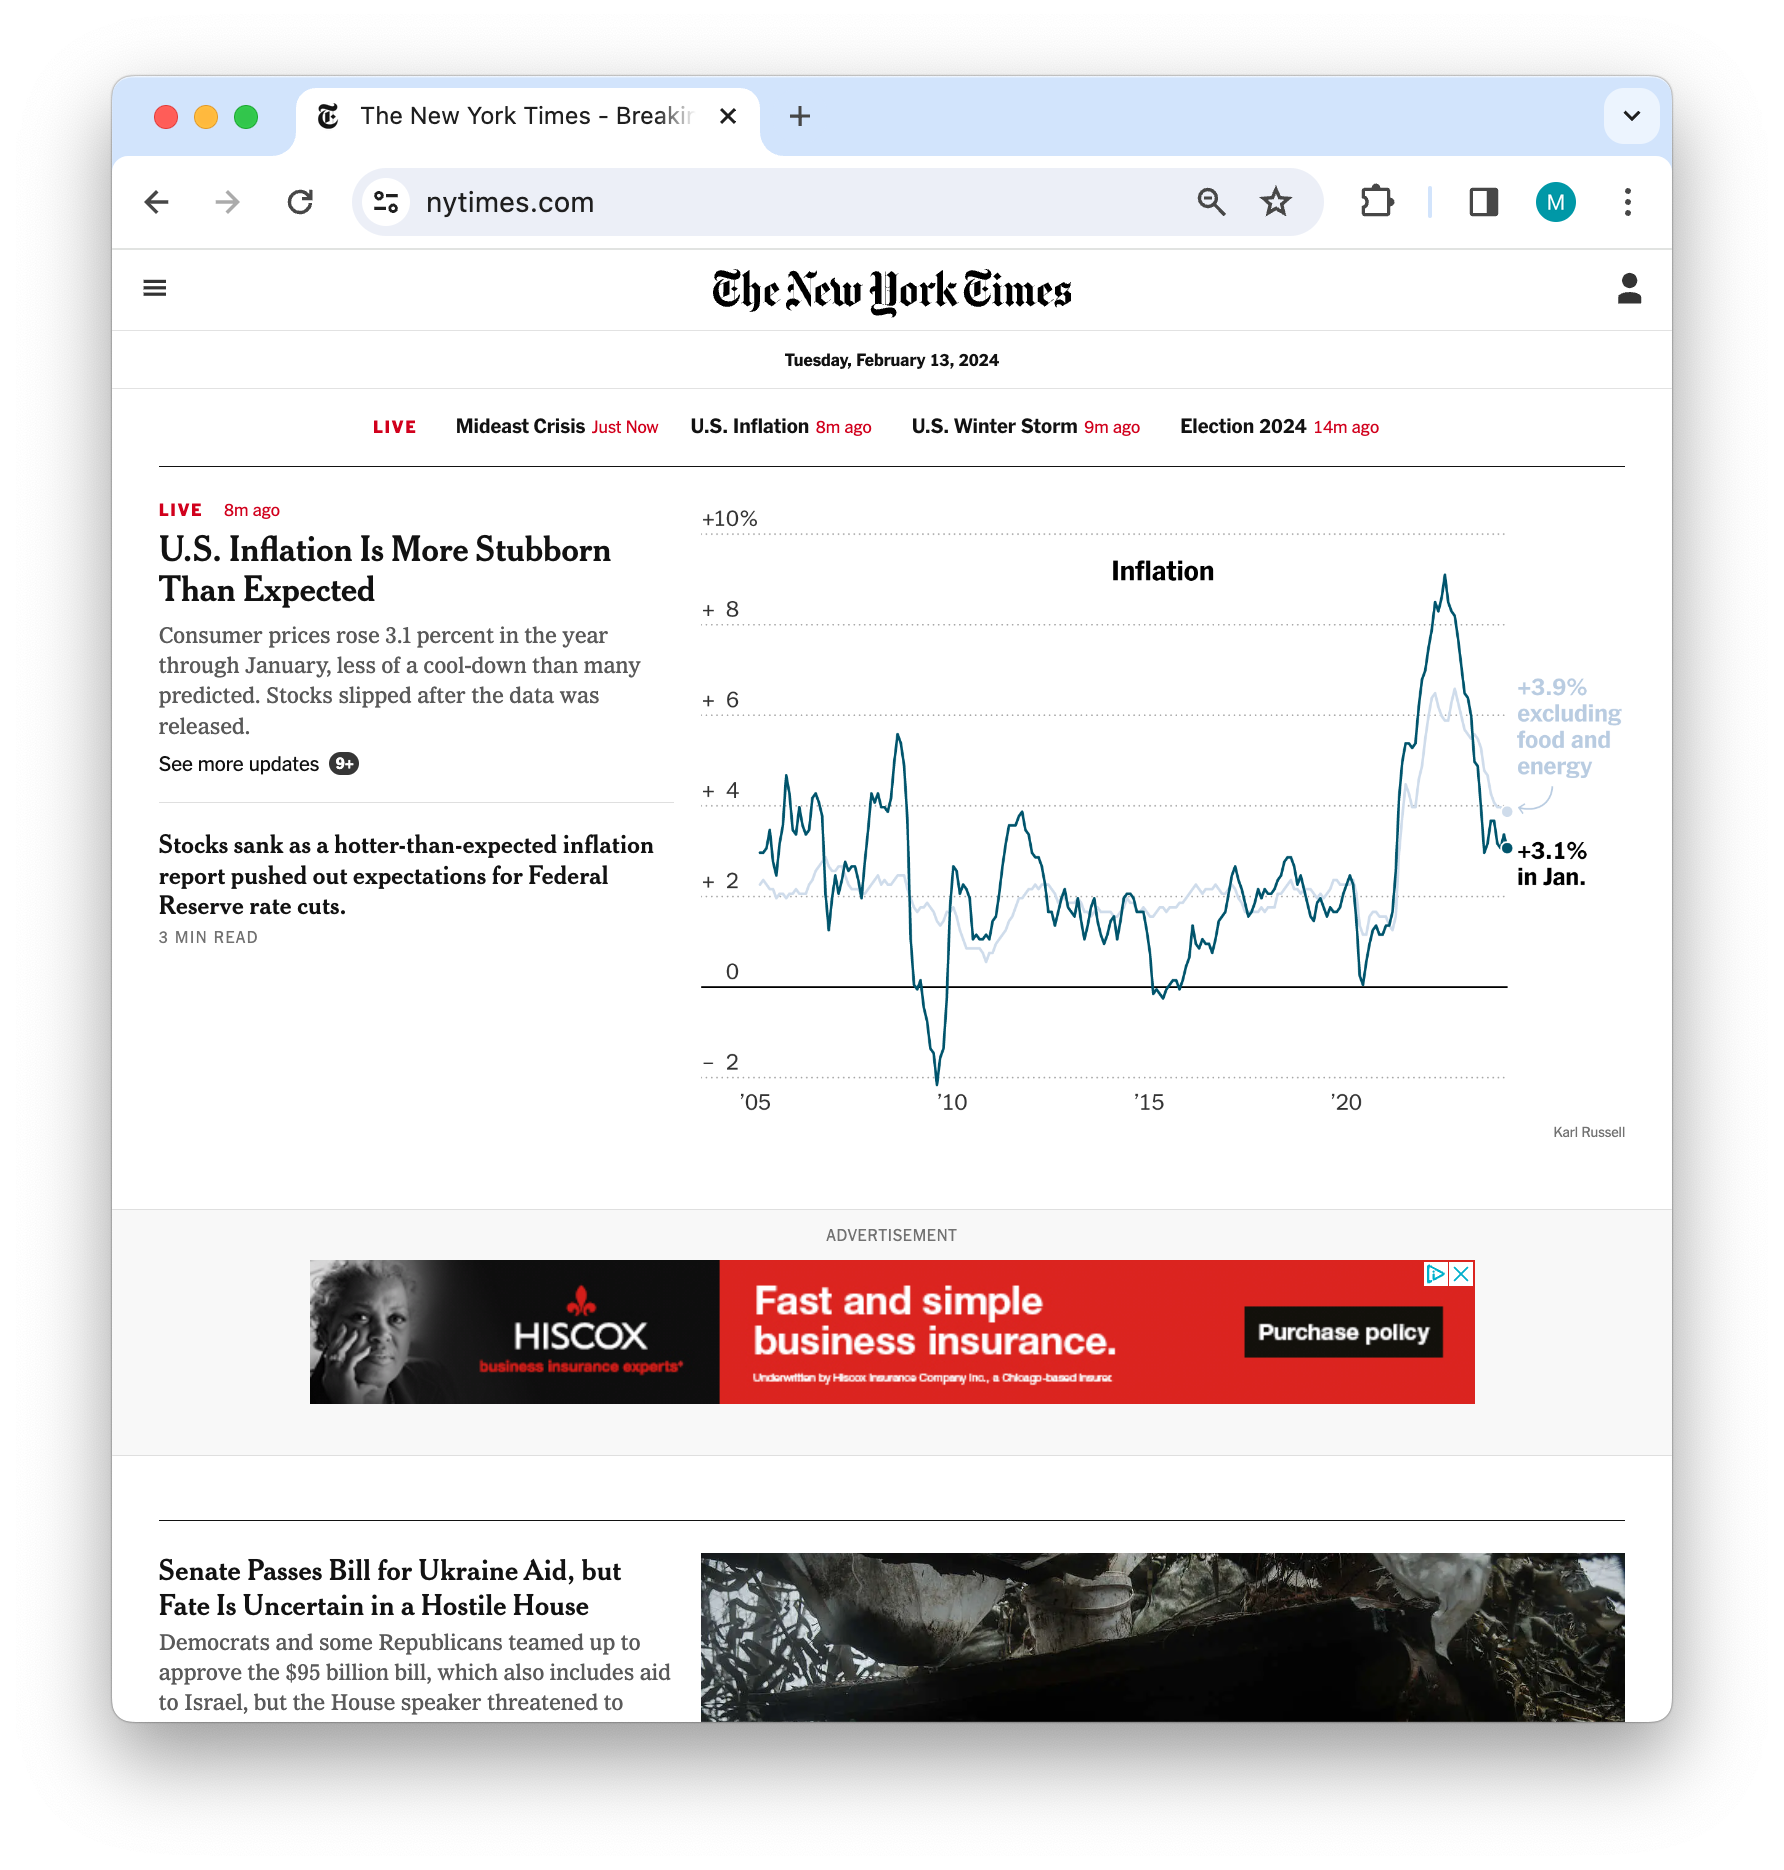 The New York Times - Breakin
nytimes.com
M
The New York Times
Tuesday, February 13, 2024
LIVE Mideast Crisis Just Now U.S. Inflation 8m ago U.S. Winter Storm 9m ago Election 2024 14m ago
LIVE 8m ago
U.S. Inflation Is More Stubborn
Than Expected
Consumer prices rose 3.1 percent in the year
through January, less of a cool-down than many
predicted. Stocks slipped after the data was
released.
See more updates 9+
Stocks sank as a hotter-than-expected inflation
report pushed out expectations for Federal
Reserve rate cuts.
3 MIN READ
Inflation
+10%
+ 8
+ 6
+ 4
+ 2
0
− 2
’05 ’10 ’15 ’20
+3.9%
excluding
food and
energy
+3.1%
in Jan.
Karl Russell
ADVERTISEMENT
HISCOX
business insurance experts®
Fast and simple
business insurance.
Underwritten by Hiscox Insurance Company Inc., a Chicago-based insurer.
Purchase policy
Senate Passes Bill for Ukraine Aid, but
Fate Is Uncertain in a Hostile House
Democrats and some Republicans teamed up to
approve the $95 billion bill, which also includes aid
to Israel, but the House speaker threatened to